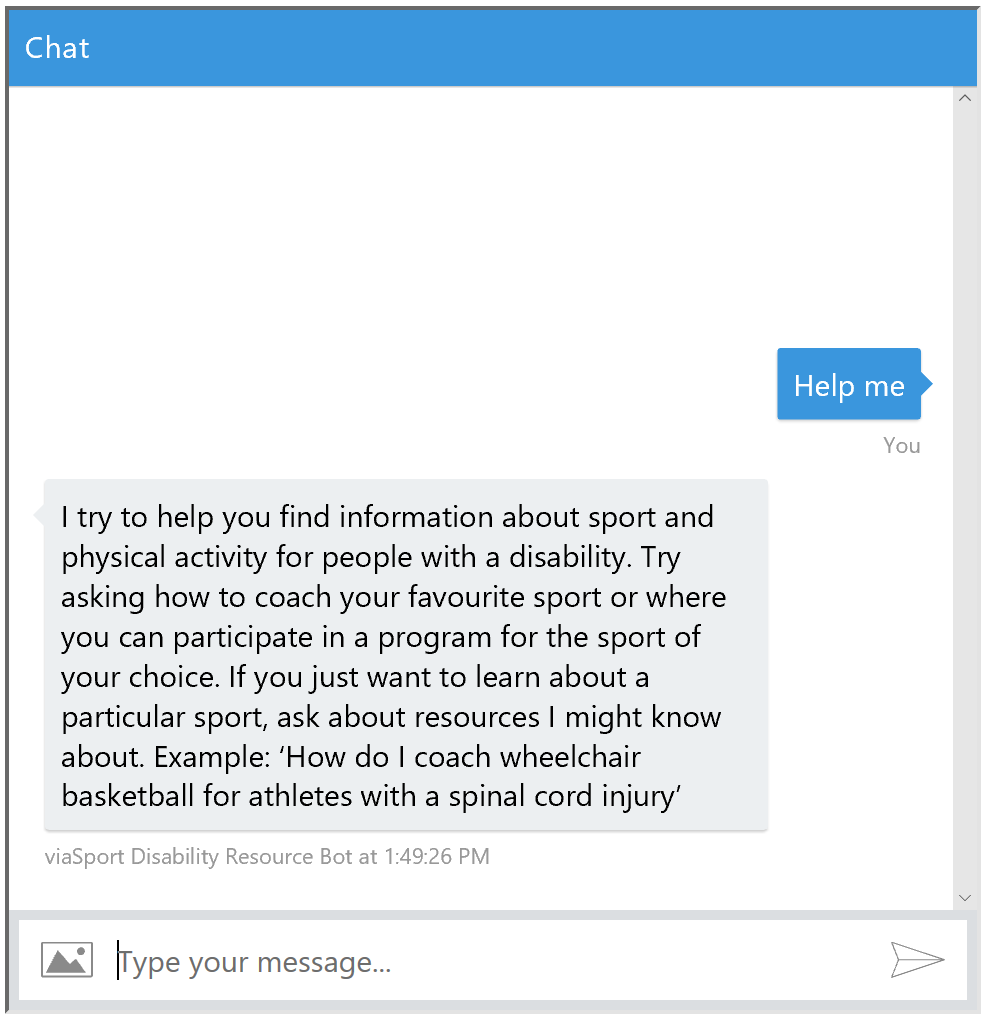 Chat
Help me
You
I try to help you find information about sport and
physical activity for people with a disability. Try
asking how to coach your favourite sport or where
you can participate in a program for the sport of
your choice. If you just want to learn about a
particular sport, ask about resources I might know
about. Example: ‘How do I coach wheelchair
basketball for athletes with a spinal cord injury’
viaSport Disability Resource Bot at 1:49:26 PM
Type your message...